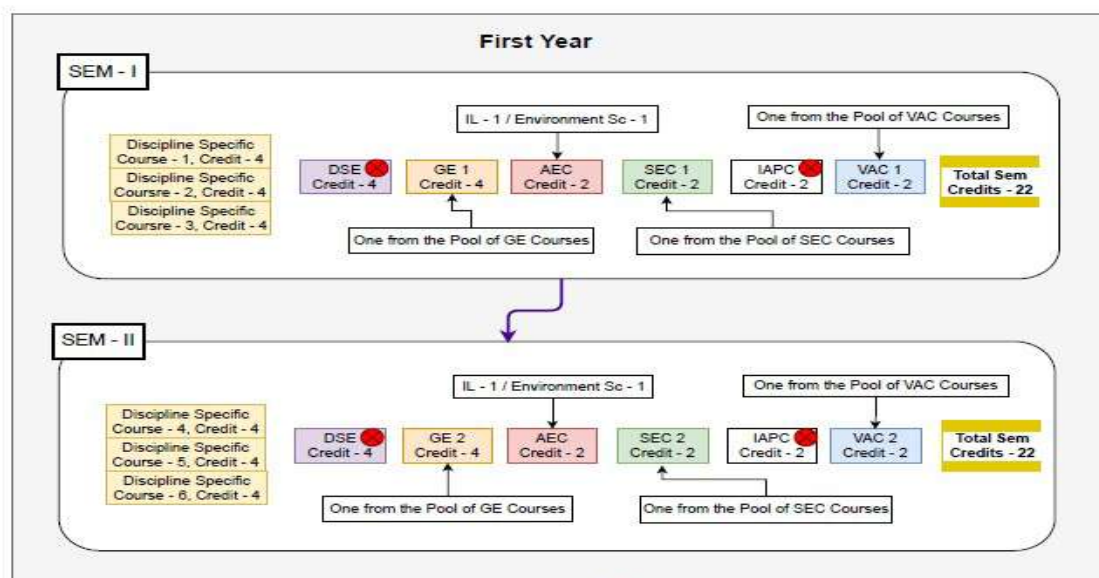 First Year
SEM - I
IL - 1 / Environment Sc - 1
One from the Pool of VAC Courses
Discipline Specific
Course - 1, Credit - 4
Discipline Specific
Coursre - 2, Credit - 4
Discipline Specific
Coursre - 3, Credit - 4
DSE
Credit - 4
GE 1
Credit - 4
AEC
Credit - 2
SEC 1
Credit - 2
IAPC
Credit - 2
VAC 1
Credit - 2
Total Sem
Credits - 22
One from the Pool of GE Courses
One from the Pool of SEC Courses
SEM - II
IL - 1 / Environment Sc - 1
One from the Pool of VAC Courses
Discipline Specific
Course - 4, Credit - 4
Discipline Specific
Coursre - 5, Credit - 4
Discipline Specific
Coursre - 6, Credit - 4
DSE
Credit - 4
GE 2
Credit - 4
AEC
Credit - 2
SEC 2
Credit - 2
IAPC
Credit - 2
VAC 2
Credit - 2
Total Sem
Credits - 22
One from the Pool of GE Courses
One from the Pool of SEC Courses